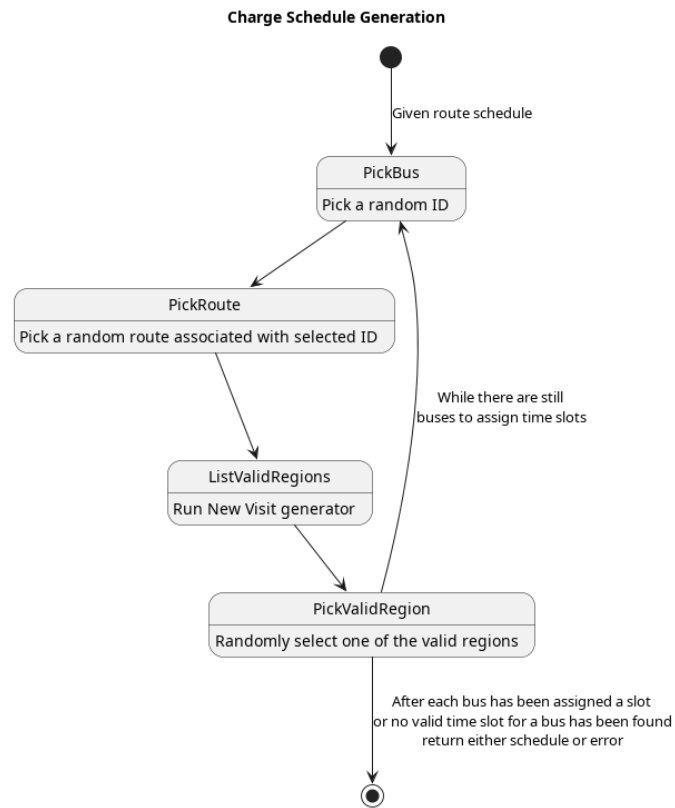 Charge Schedule Generation
Given route schedule
PickBus
Pick a random ID
PickRoute
Pick a random route associated with selected ID
While there are still
buses to assign time slots
ListValidRegions
Run New Visit generator
PickValidRegion
Randomly select one of the valid regions
After each bus has been assigned a slot
or no valid time slot for a bus has been found
return either schedule or error